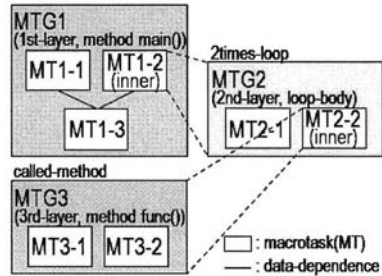 MTG1
(1st-layer, method main())
MT1-1
MT1-2
(inner)
MT1-3
2times-loop
MTG2
(2nd-layer, loop-body)
MT2-1
MT2-2
(inner)
called-method
MTG3
(3rd-layer, method func())
MT3-1
MT3-2
: macrotask(MT)
: data-dependence